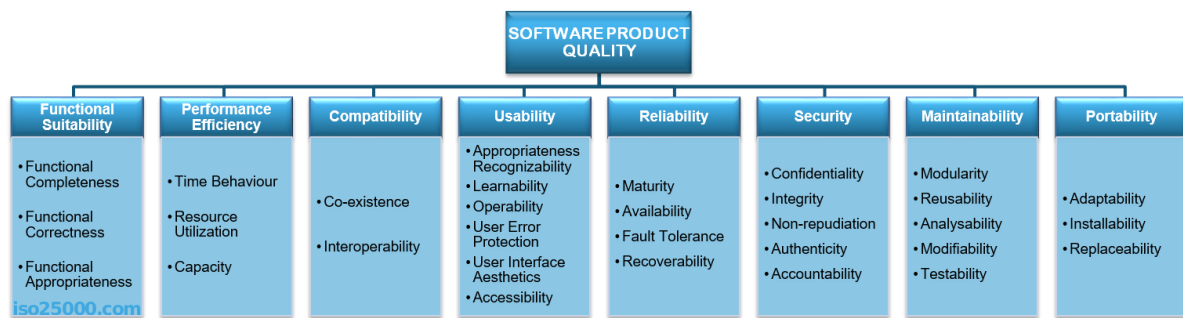 SOFTWARE PRODUCT
QUALITY
Functional
Suitability
• Functional
Completeness
• Functional
Correctness
• Functional
Appropriateness
Performance
Efficiency
• Time Behaviour
• Resource
Utilization
• Capacity
Compatibility
• Co-existence
• Interoperability
Usability
• Appropriateness
Recognizability
• Learnability
• Operability
• User Error
Protection
• User Interface
Aesthetics
• Accessibility
Reliability
• Maturity
• Availability
• Fault Tolerance
• Recoverability
Security
• Confidentiality
• Integrity
• Non-repudiation
• Authenticity
• Accountability
Maintainability
• Modularity
• Reusability
• Analysability
• Modifiability
• Testability
Portability
• Adaptability
• Installability
• Replaceability
iso25000.com